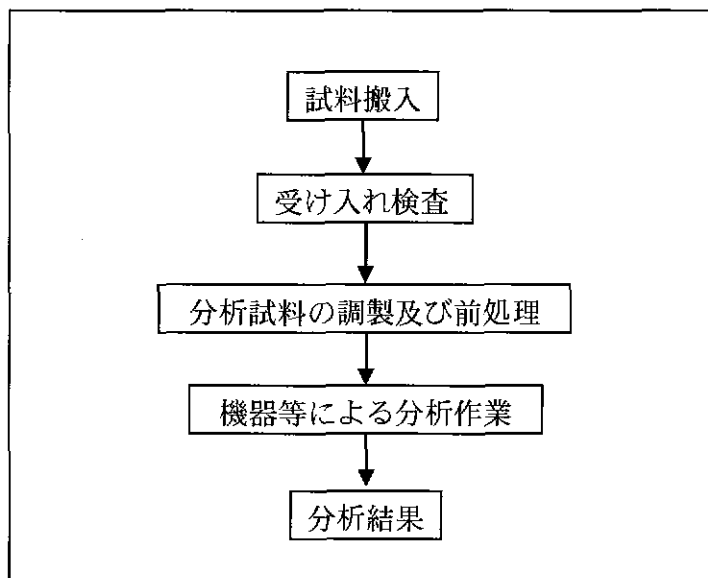 試料搬入
受け入れ検査
分析試料の調製及び前処理
機器等による分析作業
分析結果